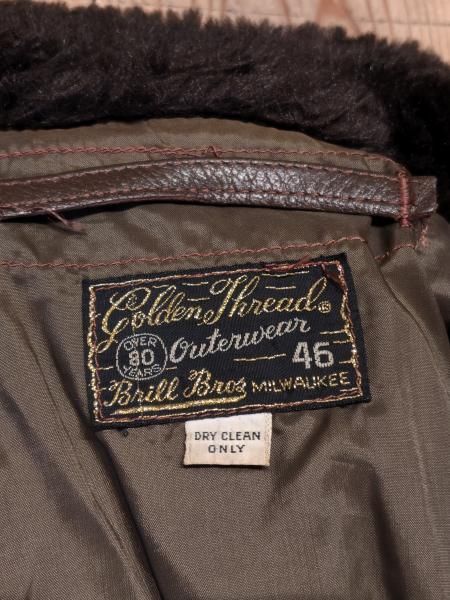 Golden Thread ®
OVER
80
YEARS
Outerwear
46
Brill Bros MILWAUKEE
DRY CLEAN
ONLY